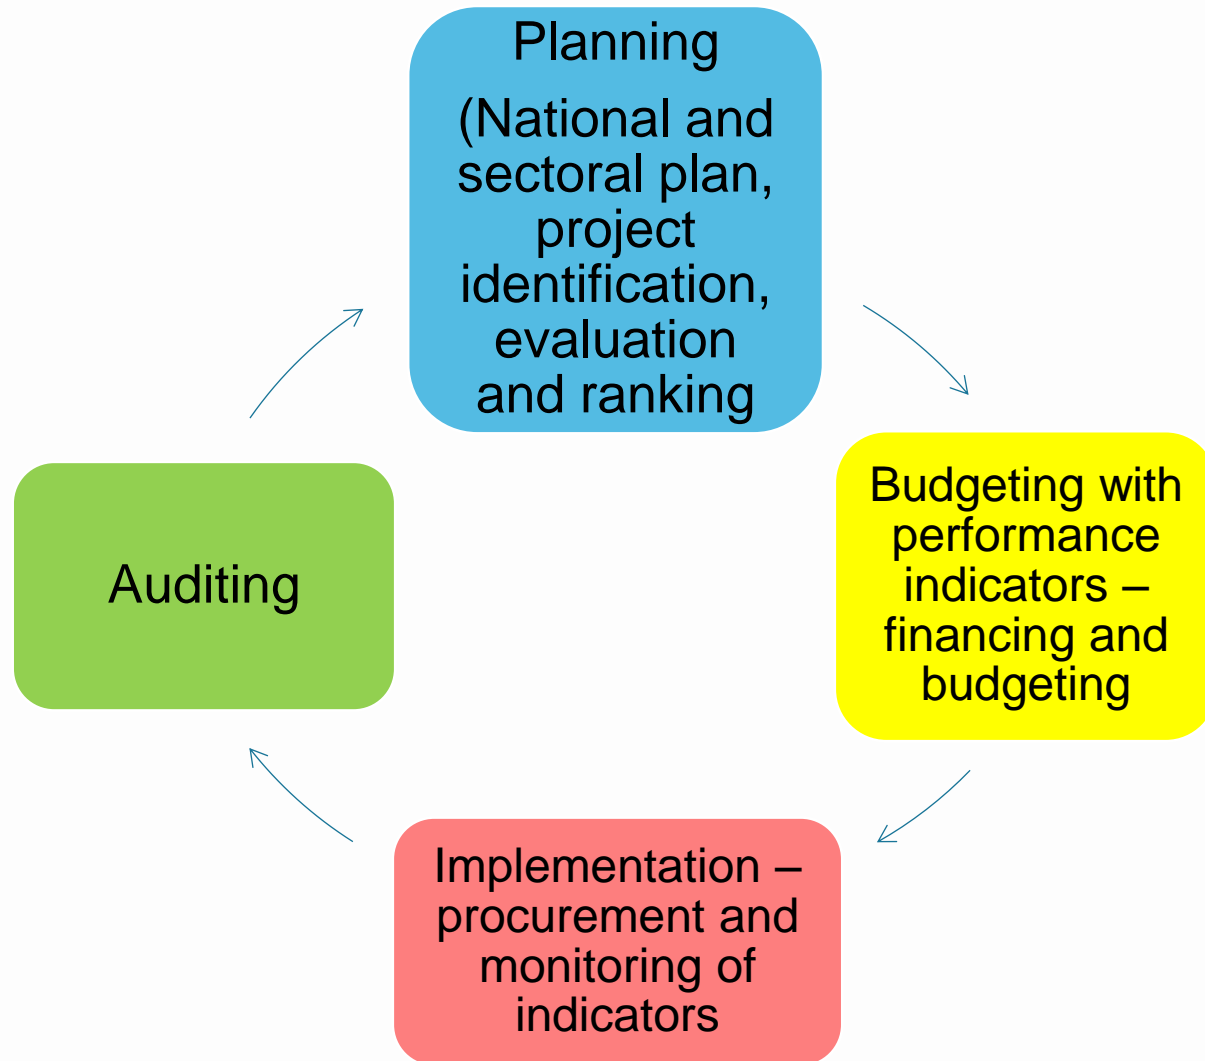 Planning
(National and
sectoral plan,
project
identification,
evaluation
and ranking
Budgeting with
performance
indicators –
financing and
budgeting
Implementation –
procurement and
monitoring of
indicators
Auditing